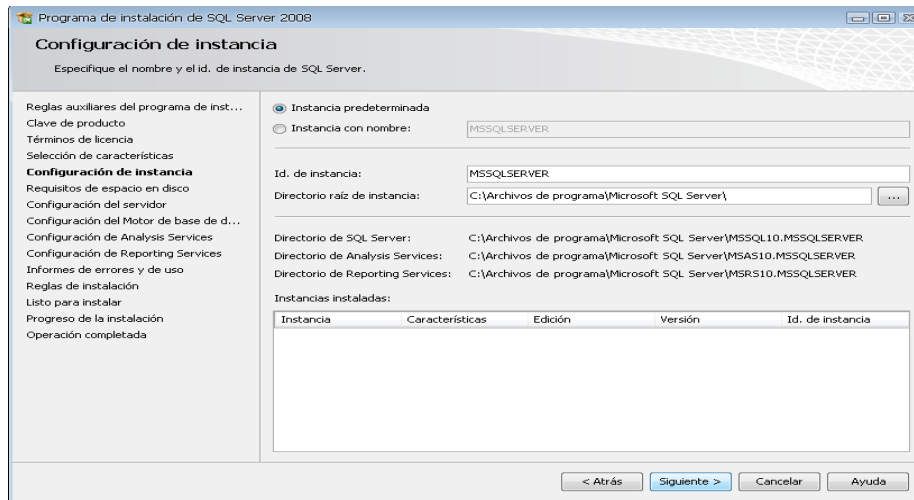 Programa de instalación de SQL Server 2008
Configuración de instancia
Especifique el nombre y el id. de instancia de SQL Server.
Reglas auxiliares del programa de inst...
Clave de producto
Términos de licencia
Selección de características
Configuración de instancia
Requisitos de espacio en disco
Configuración del servidor
Configuración del Motor de base de d...
Configuración de Analysis Services
Configuración de Reporting Services
Informes de errores y de uso
Reglas de instalación
Listo para instalar
Progreso de la instalación
Operación completada
Instancia predeterminada
Instancia con nombre: MSSQLSERVER
Id. de instancia: MSSQLSERVER
Directorio raíz de instancia: C:\Archivos de programa\Microsoft SQL Server\ ...
Directorio de SQL Server: C:\Archivos de programa\Microsoft SQL Server\MSSQL10.MSSQLSERVER
Directorio de Analysis Services: C:\Archivos de programa\Microsoft SQL Server\MSAS10.MSSQLSERVER
Directorio de Reporting Services: C:\Archivos de programa\Microsoft SQL Server\MSRS10.MSSQLSERVER
Instancias instaladas:
Instancia Características Edición Versión Id. de instancia
< Atrás Siguiente > Cancelar Ayuda